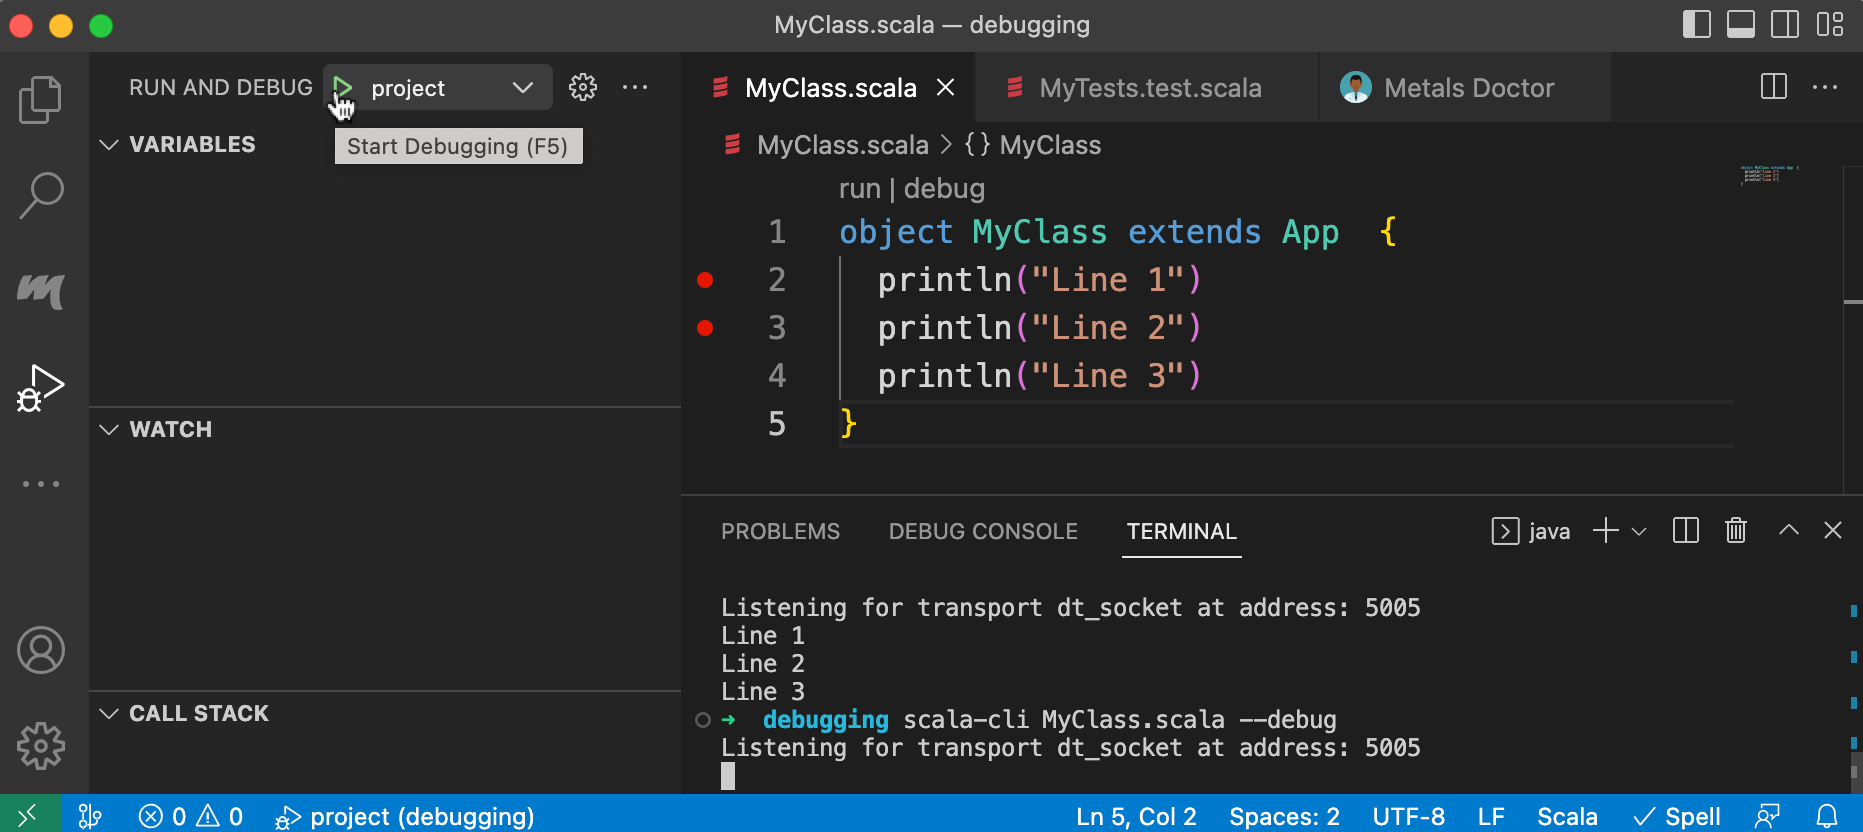 MyClass.scala — debugging
RUN AND DEBUG
project
Start Debugging (F5)
VARIABLES
WATCH
CALL STACK
MyClass.scala
MyTests.test.scala
Metals Doctor
MyClass.scala > {} MyClass
run | debug
1 object MyClass extends App  {
2   println("Line 1")
3   println("Line 2")
4   println("Line 3")
5 }
PROBLEMS
DEBUG CONSOLE
TERMINAL
java
Listening for transport dt_socket at address: 5005
Line 1
Line 2
Line 3
➜  debugging scala-cli MyClass.scala --debug
Listening for transport dt_socket at address: 5005
0 0 project (debugging) Ln 5, Col 2 Spaces: 2 UTF-8 LF Scala Spell